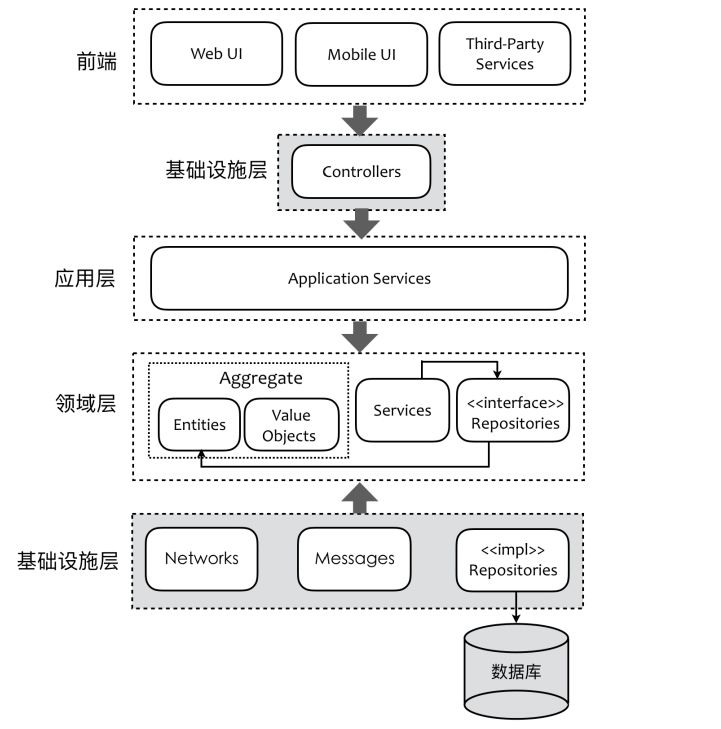 前端
Web UI
Mobile UI
Third-Party
Services
基础设施层
Controllers
应用层
Application Services
领域层
Aggregate
Entities
Value
Objects
Services
<<interface>>
Repositories
基础设施层
Networks
Messages
<<impl>>
Repositories
数据库